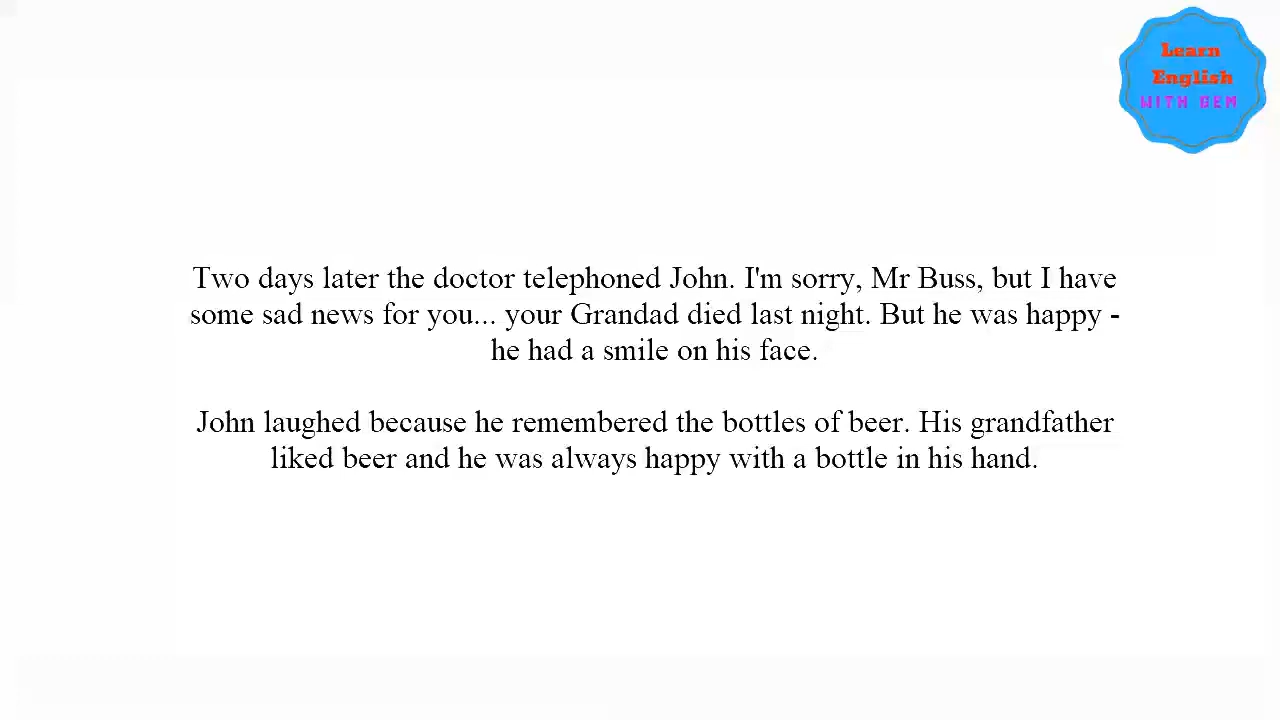 Learn
English
WITH GEM
Two days later the doctor telephoned John. I'm sorry, Mr Buss, but I have
some sad news for you... your Grandad died last night. But he was happy -
he had a smile on his face.
John laughed because he remembered the bottles of beer. His grandfather
liked beer and he was always happy with a bottle in his hand.